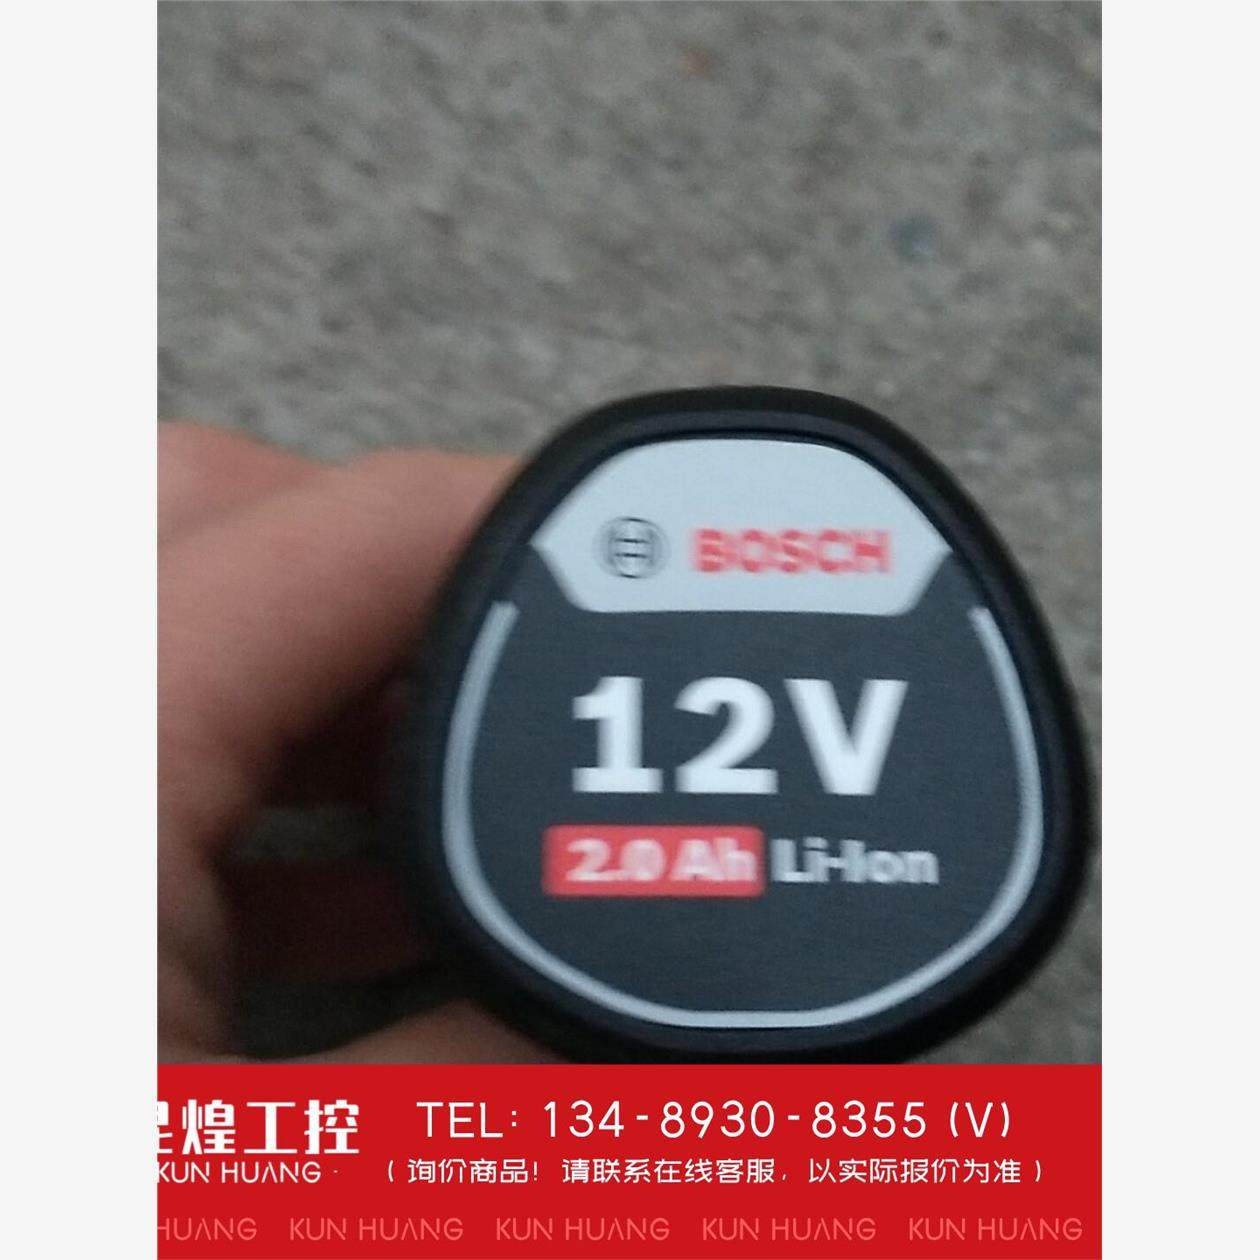 BOSCH
12V
2.0 Ah Li-Ion
煌工控 TEL: 134-8930-8355 (V)
KUN HUANG · (询价商品! 请联系在线客服, 以实际报价为准)
HUANG KUN HUANG KUN HUANG KUN HUANG KUN HUANG